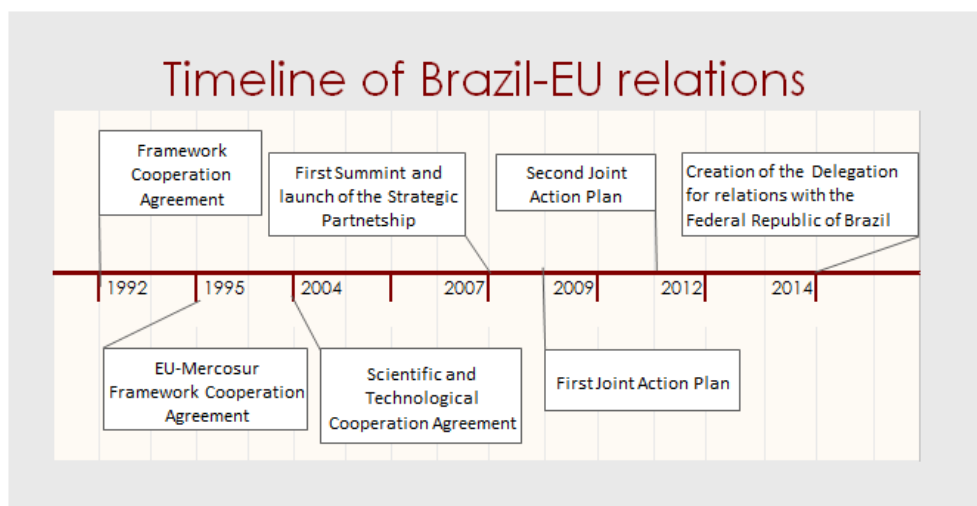 Timeline of Brazil-EU relations
Framework
Cooperation
Agreement
First Summint and
launch of the Strategic
Partnetship
Second Joint
Action Plan
Creation of the Delegation
for relations with the
Federal Republic of Brazil
1992
1995
2004
2007
2009
2012
2014
EU-Mercosur
Framework Cooperation
Agreement
Scientific and
Technological
Cooperation Agreement
First Joint Action Plan